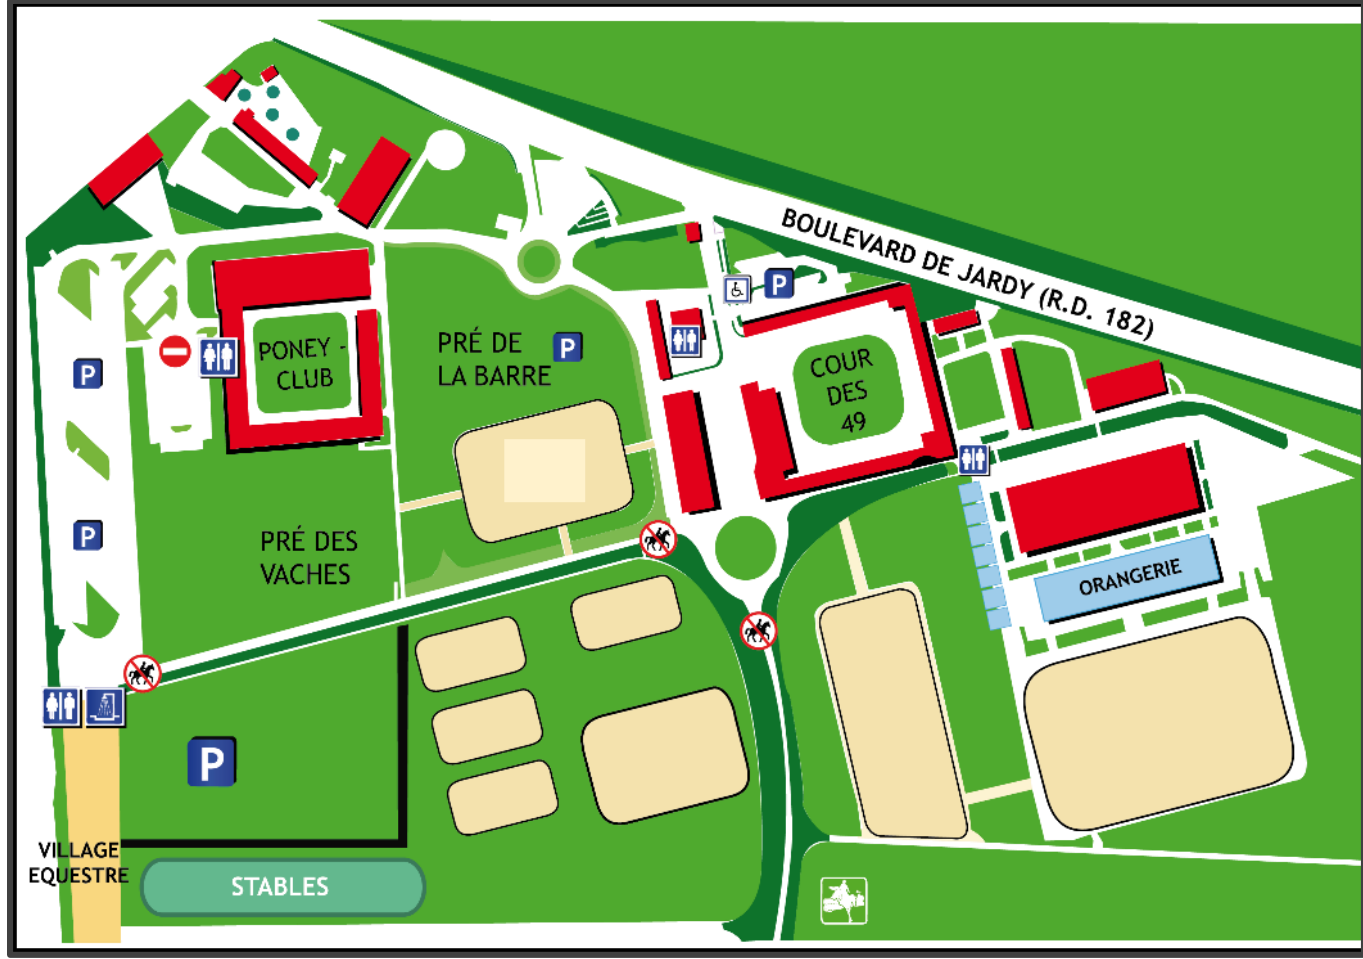 BOULEVARD DE JARDY (R.D. 182)
P
PONEY -
CLUB
PRÉ DE
LA BARRE
P
COUR
DES
49
P
P
PRÉ DES
VACHES
ORANGERIE
P
VILLAGE
EQUESTRE
STABLES